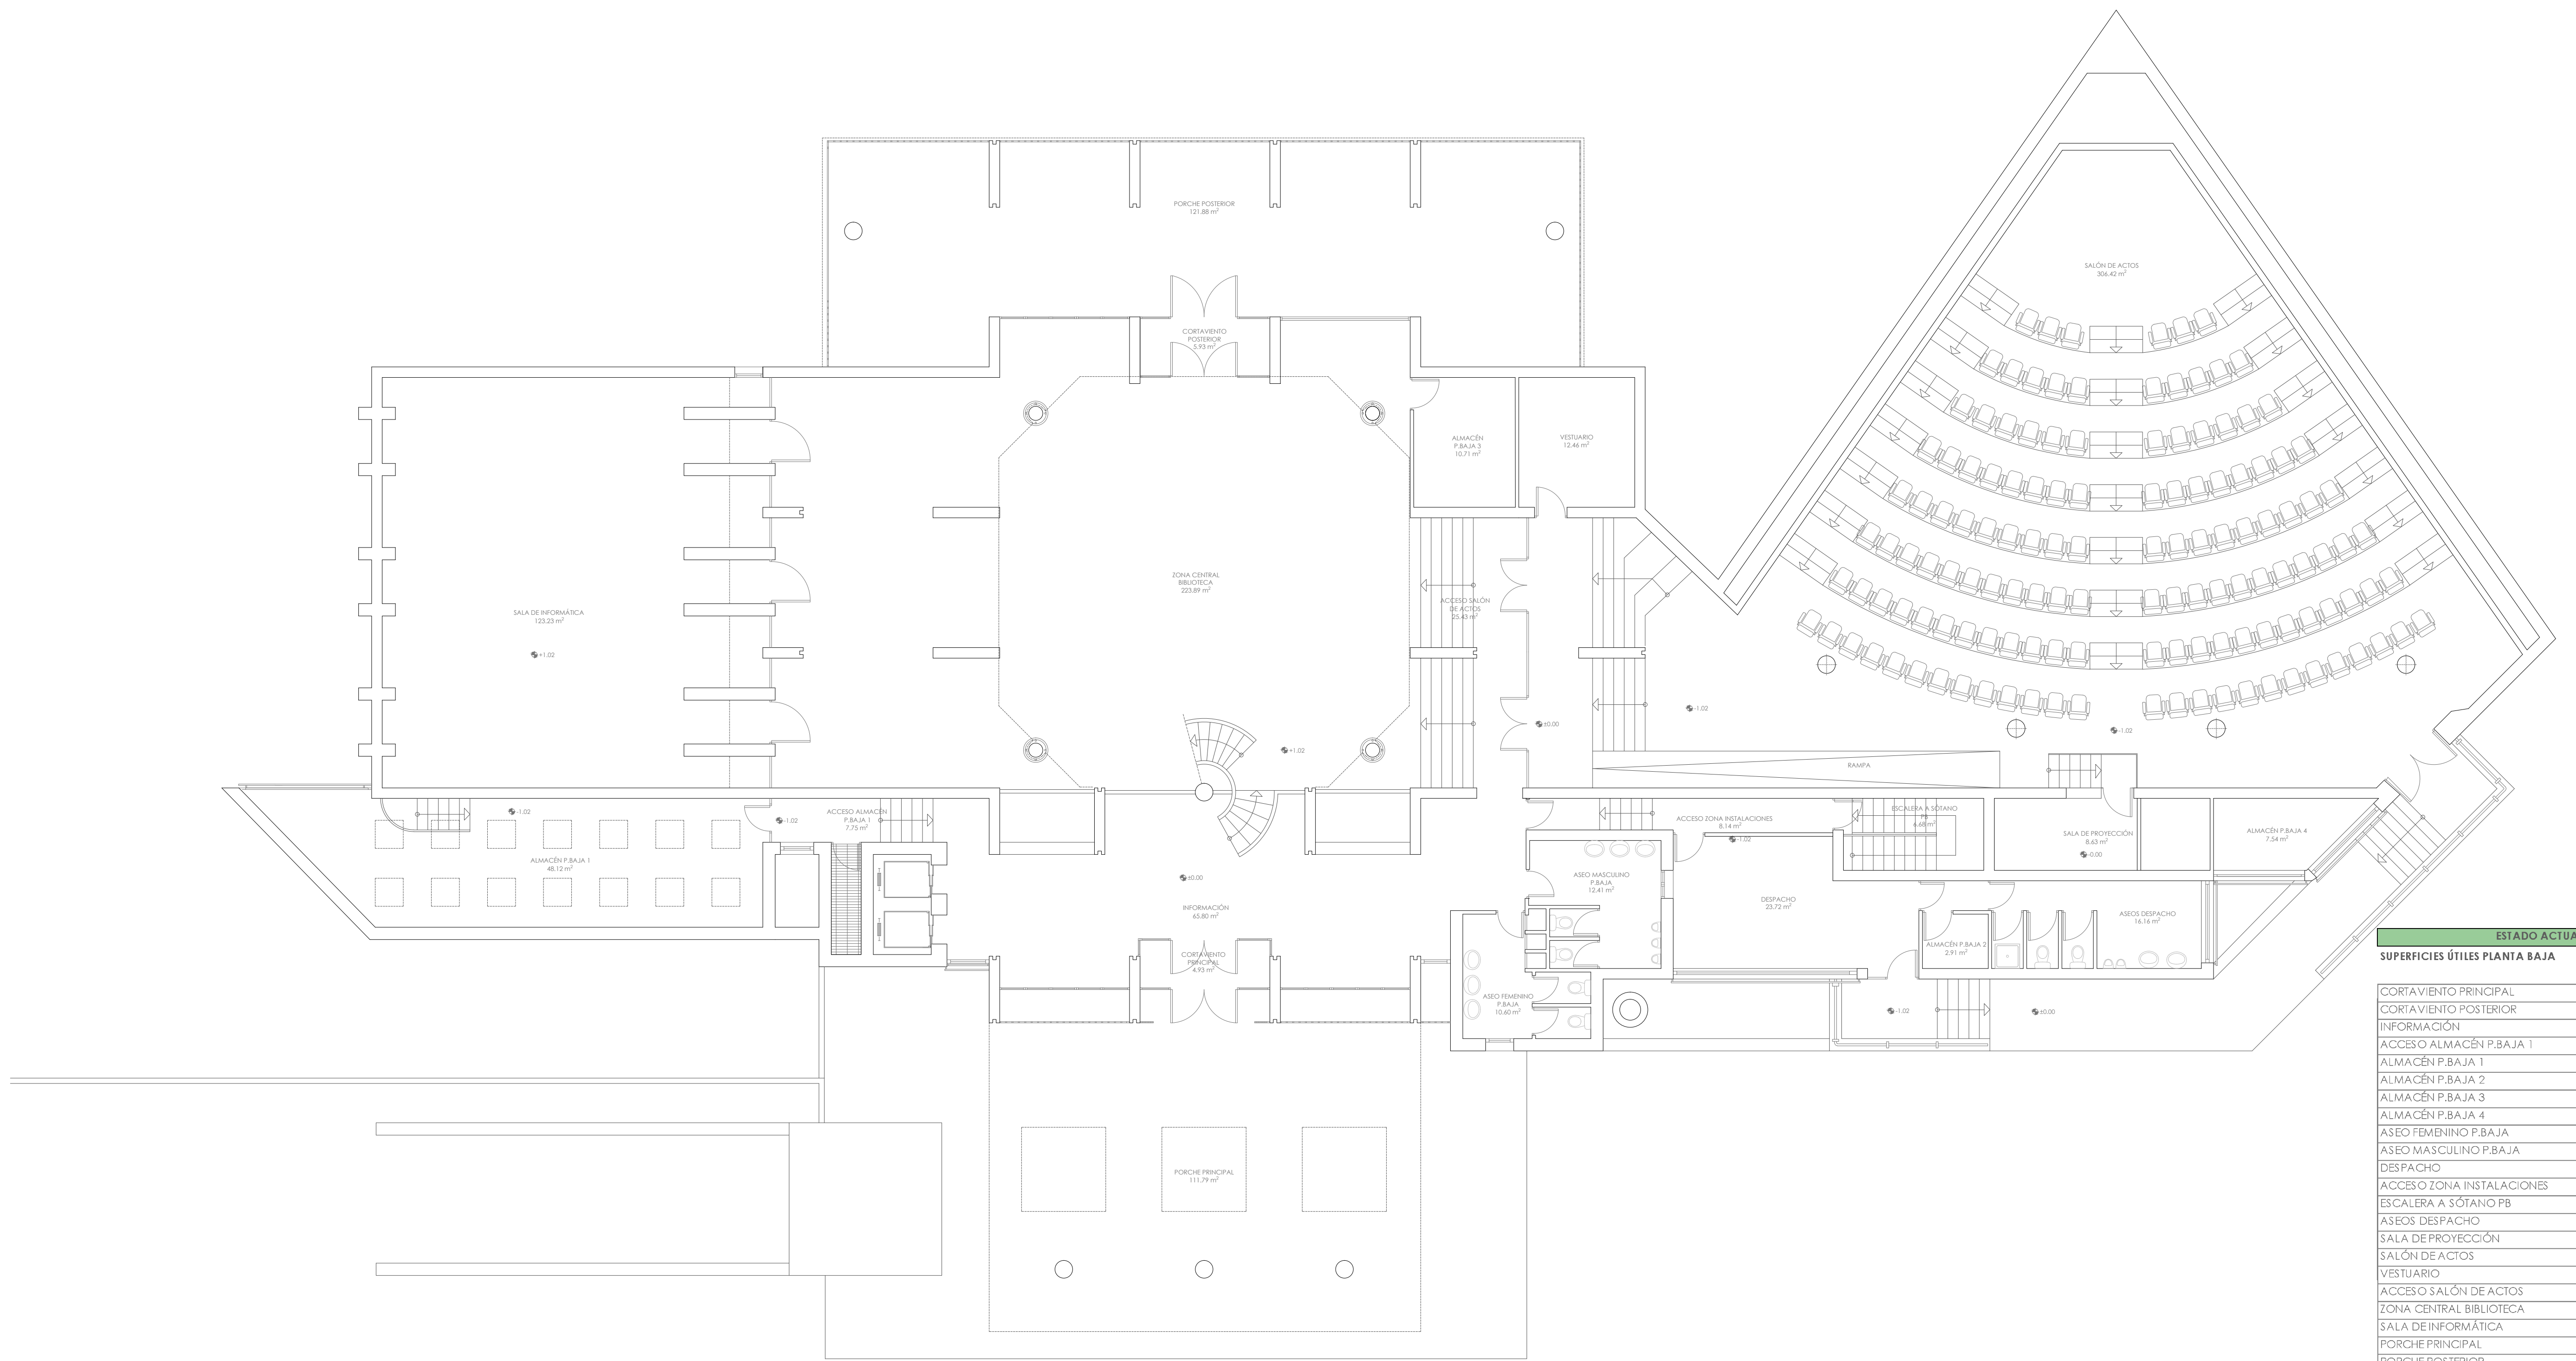 PORCHE POSTERIOR
121.88 m²
SALÓN DE ACTOS
306.42 m²
CORTAVIENTO
POSTERIOR
5.93 m²
ALMACÉN
P.BAJA 3
10.71 m²
VESTUARIO
12.46 m²
ZONA CENTRAL
BIBLIOTECA
223.89 m²
ACCESO SALÓN
DE ACTOS
25.43 m²
SALA DE INFORMÁTICA
123.23 m²
+1.02
-1.02
±0.00
-1.02
+1.02
RAMPA
-1.02
ACCESO ALMACÉN
P.BAJA 1
7.75 m²
-1.02
ACCESO ZONA INSTALACIONES
8.14 m²
-1.02
ESCALERA A SÓTANO
PB
6.68 m²
SALA DE PROYECCIÓN
8.63 m²
-0.00
ALMACÉN P.BAJA 4
7.54 m²
ALMACÉN P.BAJA 1
48.12 m²
±0.00
INFORMACIÓN
65.80 m²
ASEO MASCULINO
P.BAJA
12.41 m²
DESPACHO
23.72 m²
ASEOS DESPACHO
16.16 m²
ALMACÉN P.BAJA 2
2.91 m²
CORTAVIENTO
PRINCIPAL
4.93 m²
ASEO FEMENINO
P.BAJA
10.60 m²
-1.02
±0.00
PORCHE PRINCIPAL
111.79 m²
ESTADO ACTUA
SUPERFICIES ÚTILES PLANTA BAJA
CORTAVIENTO PRINCIPAL
CORTAVIENTO POSTERIOR
INFORMACIÓN
ACCESO ALMACÉN P.BAJA 1
ALMACÉN P.BAJA 1
ALMACÉN P.BAJA 2
ALMACÉN P.BAJA 3
ALMACÉN P.BAJA 4
ASEO FEMENINO P.BAJA
ASEO MASCULINO P.BAJA
DESPACHO
ACCESO ZONA INSTALACIONES
ESCALERA A SÓTANO PB
ASEOS DESPACHO
SALA DE PROYECCIÓN
SALÓN DE ACTOS
VESTUARIO
ACCESO SALÓN DE ACTOS
ZONA CENTRAL BIBLIOTECA
SALA DE INFORMÁTICA
PORCHE PRINCIPAL
PORCHE POSTERIOR